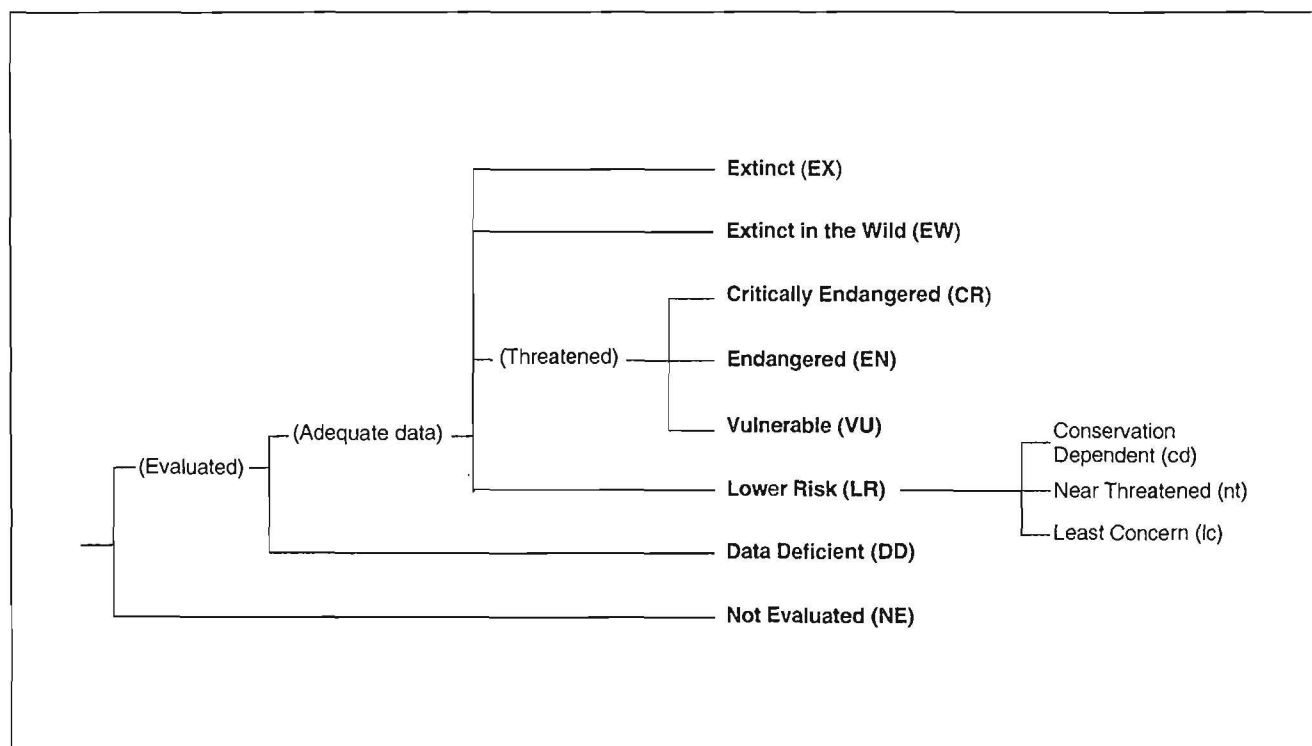 Extinct (EX)
Extinct in the Wild (EW)
Critically Endangered (CR)
(Threatened)
Endangered (EN)
Vulnerable (VU)
(Adequate data)
Conservation
Dependent (cd)
(Evaluated)
Lower Risk (LR)
Near Threatened (nt)
Least Concern (lc)
Data Deficient (DD)
Not Evaluated (NE)